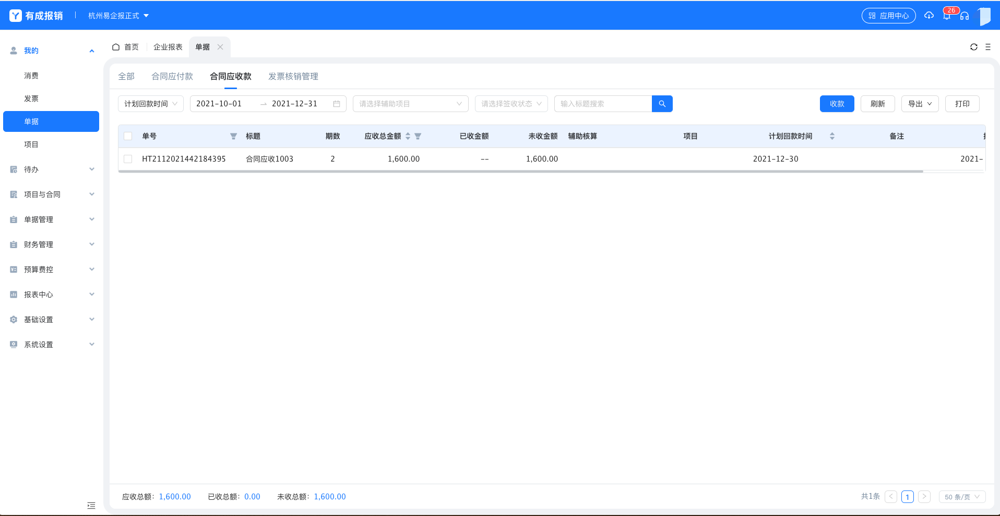 有成报销 杭州易企报正式 应用中心 26
首页 企业报表 单据
我的
消费
发票
单据
项目
待办
项目与合同
单据管理
财务管理
预算费控
报表中心
基础设置
系统设置
全部 合同应付款 合同应收款 发票核销管理
计划回款时间 2021-10-01 → 2021-12-31 请选择辅助项目 请选择签收状态 输入标题搜索 收款 刷新 导出 打印
单号 标题 期数 应收总金额 已收金额 未收金额 辅助核算 项目 计划回款时间 备注
HT2112021442184395 合同应收1003 2 1,600.00 -- 1,600.00 2021-12-30 2021-
应收总额: 1,600.00 已收总额: 0.00 未收总额: 1,600.00 共1条 < 1 > 50 条/页